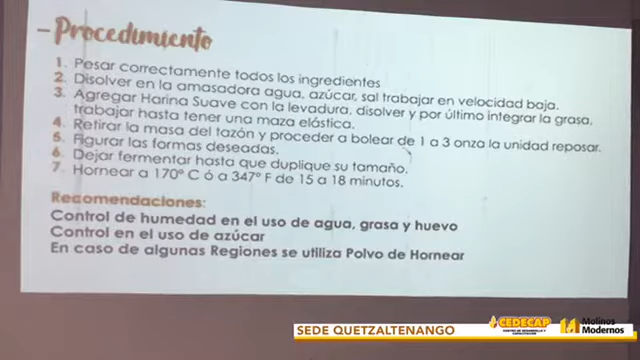 -Procedimiento
1. Pesar correctamente todos los ingredientes
2. Disolver en la amasadora agua, azúcar, sal trabajar en velocidad baja.
3. Agregar Harina Suave con la levadura, disolver y por último integrar la grasa,
trabajar hasta tener una maza elástica.
4. Retirar la masa del tazón y proceder a bolear de 1 a 3 onza la unidad reposar.
5. Figurar las formas deseadas.
6. Dejar fermentar hasta que duplique su tamaño.
7. Hornear a 170º C ó a 347º F de 15 a 18 minutos.
Recomendaciones:
Control de humedad en el uso de agua, grasa y huevo
Control en el uso de azúcar
En caso de algunas Regiones se utiliza Polvo de Hornear
SEDE QUETZALTENANGO
CEDECAP
Molinos
Modernos